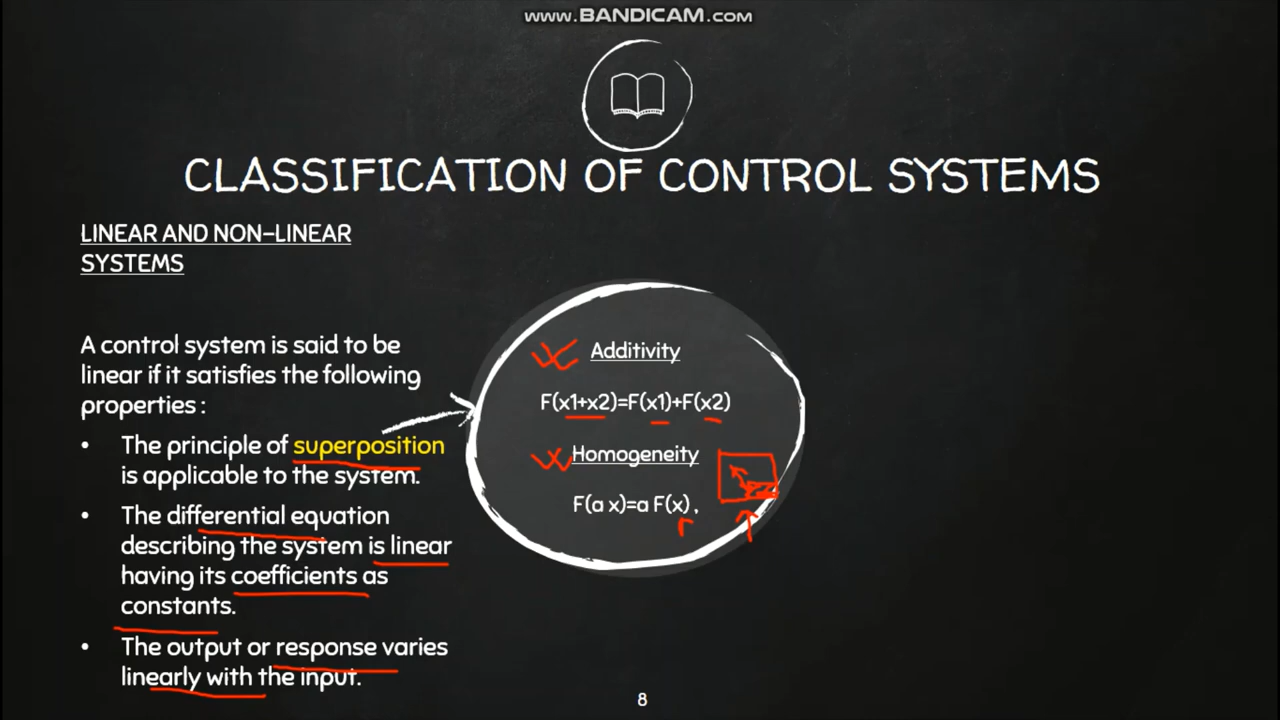 www.BANDICAM.com
CLASSIFICATION OF CONTROL SYSTEMS
LINEAR AND NON-LINEAR
SYSTEMS
A control system is said to be
linear if it satisfies the following
properties :
• The principle of superposition
is applicable to the system.
• The differential equation
describing the system is linear
having its coefficients as
constants.
• The output or response varies
linearly with the input.
Additivity
F(x1+x2)=F(x1)+F(x2)
Homogeneity
F(a x)=a F(x) ,
8